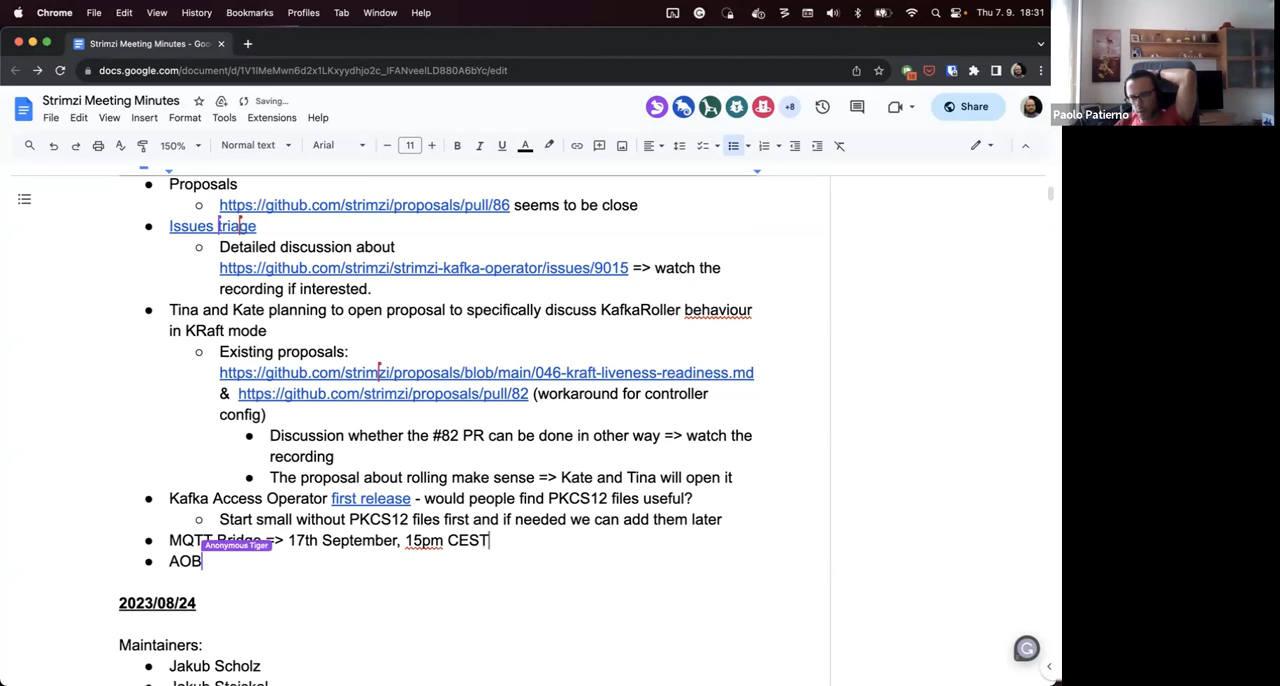 Chrome File Edit View History Bookmarks Profiles Tab Window Help Thu 7. 9. 18:31
Strimzi Meeting Minutes - Goo
docs.google.com/document/d/1V1lMeMwn6d2x1LKxyydhjo2c_IFANveelLD880A6bYc/edit
Strimzi Meeting Minutes Saving... +8 Share
File Edit View Insert Format Tools Extensions Help
150% Normal text Arial 11
Proposals
https://github.com/strimzi/proposals/pull/86 seems to be close
Issues triage
Detailed discussion about
https://github.com/strimzi/strimzi-kafka-operator/issues/9015 => watch the
recording if interested.
Tina and Kate planning to open proposal to specifically discuss KafkaRoller behaviour
in KRaft mode
Existing proposals:
https://github.com/strimzi/proposals/blob/main/046-kraft-liveness-readiness.md
& https://github.com/strimzi/proposals/pull/82 (workaround for controller
config)
Discussion whether the #82 PR can be done in other way => watch the
recording
The proposal about rolling make sense => Kate and Tina will open it
Kafka Access Operator first release - would people find PKCS12 files useful?
Start small without PKCS12 files first and if needed we can add them later
MQTT Bridge => 17th September, 15pm CEST
Anonymous Tiger
AOB
2023/08/24
Maintainers:
Jakub Scholz
Jakub Stejskal
Paolo Patierno